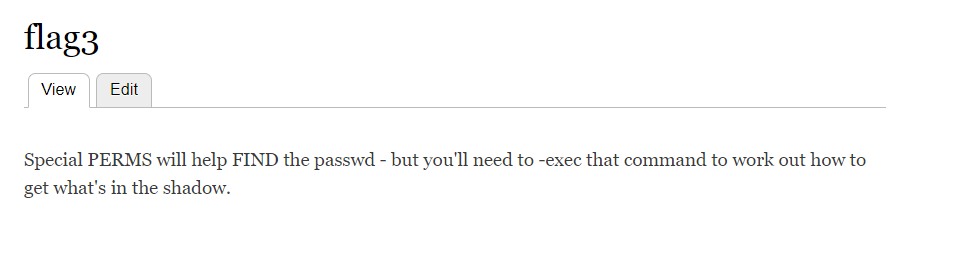 flag3
View Edit
Special PERMS will help FIND the passwd - but you'll need to -exec that command to work out how to
get what's in the shadow.